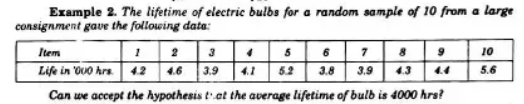 Example 2. The lifetime of electric bulbs for a random sample of 10 from a large
consignment gave the following data:
Item 1 2 3 4 5 6 7 8 9 10
Life in '000 hrs. 4.2 4.6 3.9 4.1 5.2 3.8 3.9 4.3 4.4 5.6
Can we accept the hypothesis that the average lifetime of bulb is 4000 hrs?